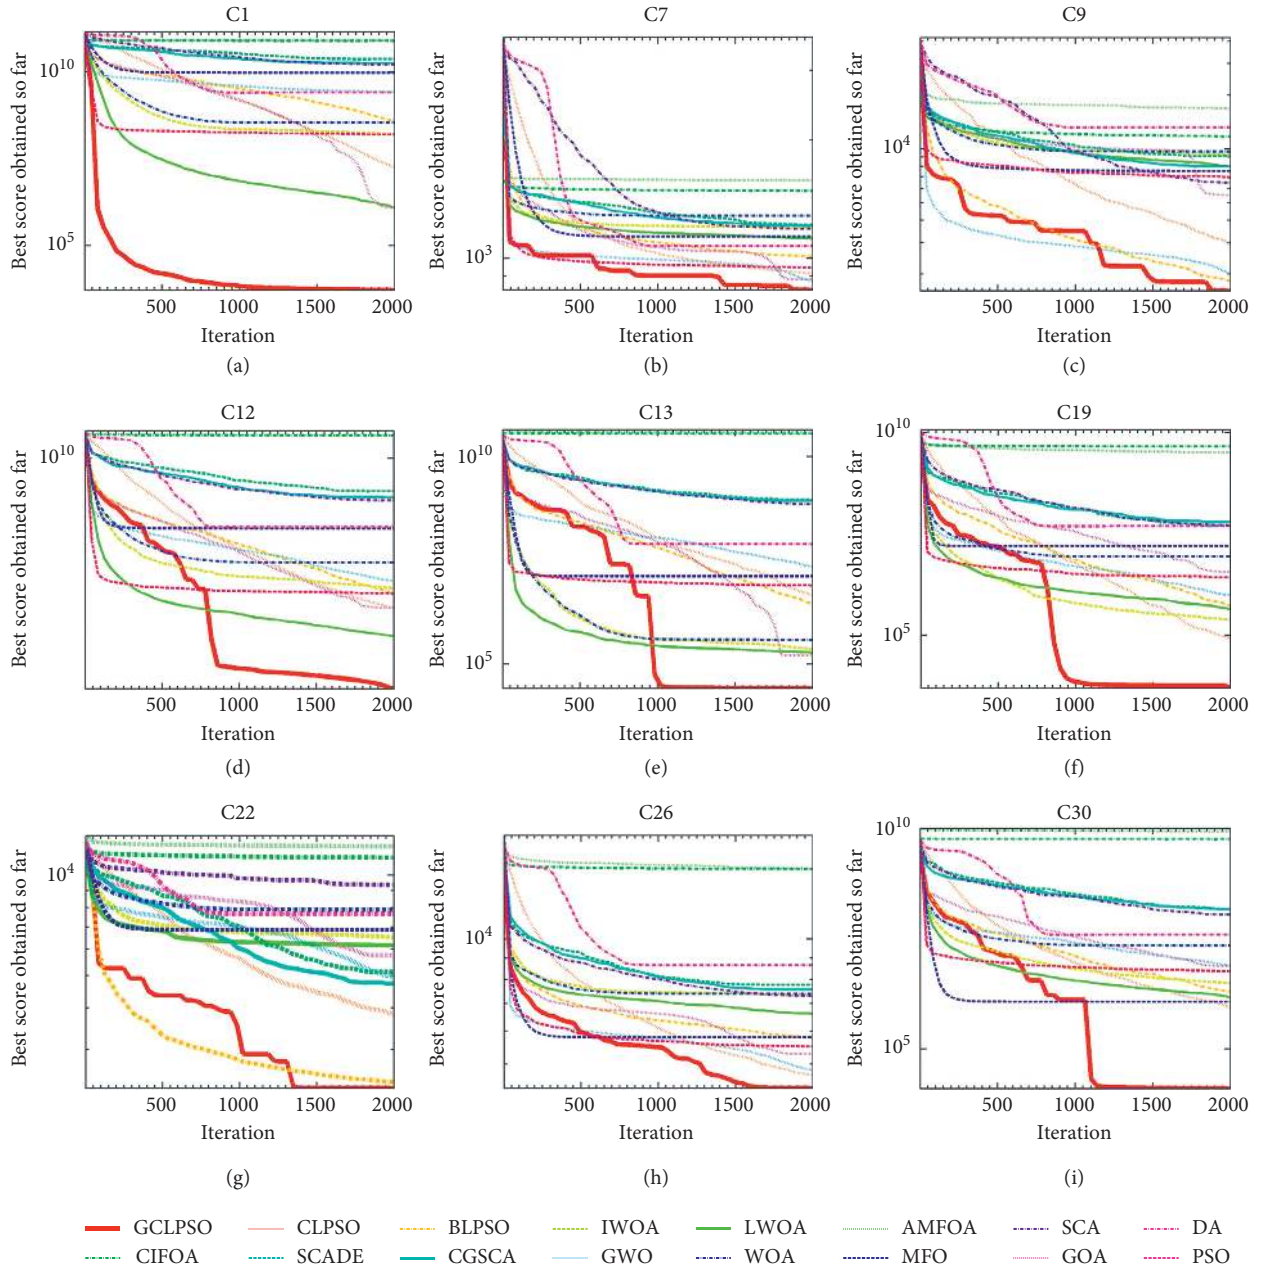 C1
C7
C9
Best score obtained so far
10^10
10^5
500 1000 1500 2000
Iteration
(a)
Best score obtained so far
10^3
500 1000 1500 2000
Iteration
(b)
Best score obtained so far
10^4
500 1000 1500 2000
Iteration
(c)
C12
C13
C19
Best score obtained so far
10^10
500 1000 1500 2000
Iteration
(d)
Best score obtained so far
10^10
10^5
500 1000 1500 2000
Iteration
(e)
Best score obtained so far
10^10
10^5
500 1000 1500 2000
Iteration
(f)
C22
C26
C30
Best score obtained so far
10^4
500 1000 1500 2000
Iteration
(g)
Best score obtained so far
10^4
500 1000 1500 2000
Iteration
(h)
Best score obtained so far
10^10
10^5
500 1000 1500 2000
Iteration
(i)
GCLPSO CLPSO BLPSO IWOA LWOA AMFOA SCA DA
CIFOA SCADE CGSCA GWO WOA MFO GOA PSO